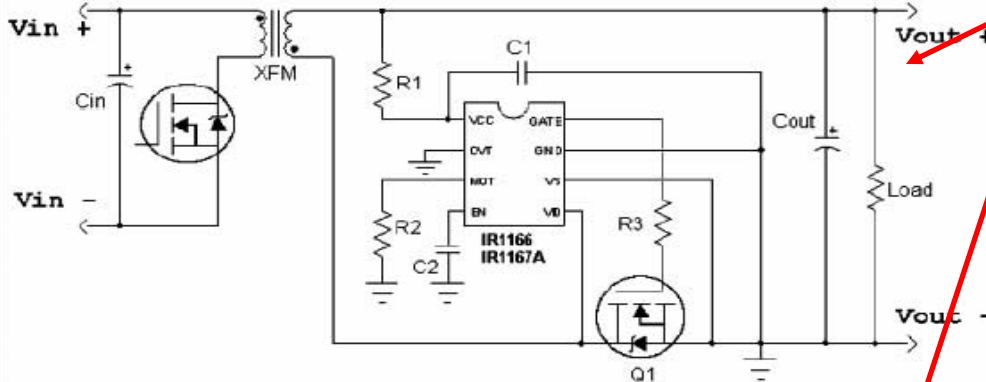 Vin +
Vout +
XFM
C1
R1
Cin
Cout
VCC
GATE
OVT
GND
MOT
VS
EN
VD
Vin -
R2
R3
Load
IR1166
IR1167A
C2
Vout -
Q1